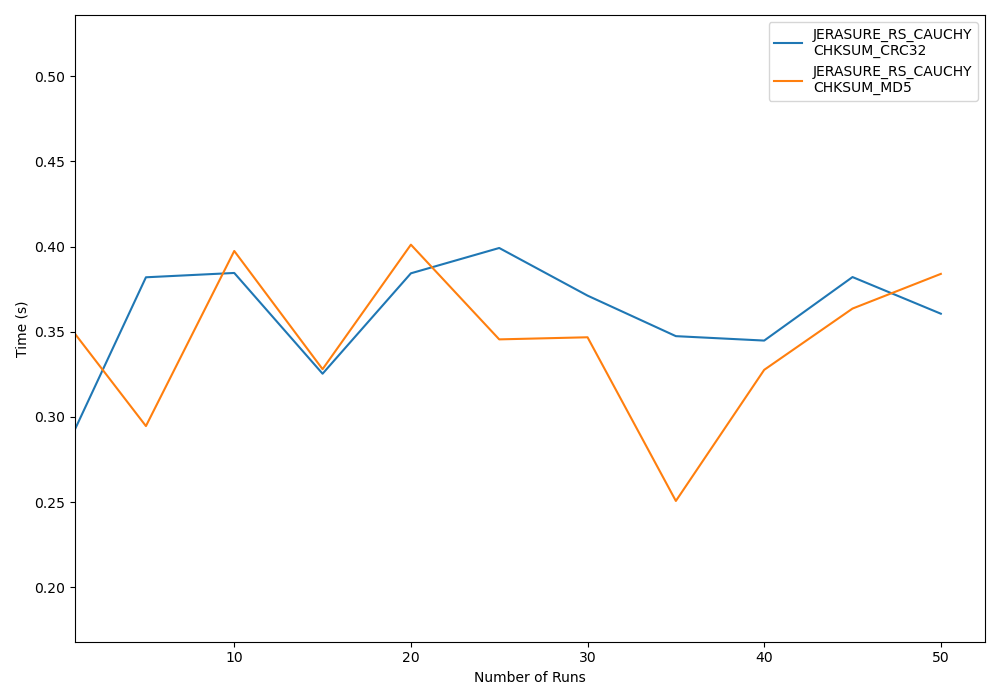 JERASURE_RS_CAUCHY
CHKSUM_CRC32
JERASURE_RS_CAUCHY
CHKSUM_MD5
0.50
0.45
0.40
0.35
0.30
0.25
0.20
Time (s)
10 20 30 40 50
Number of Runs